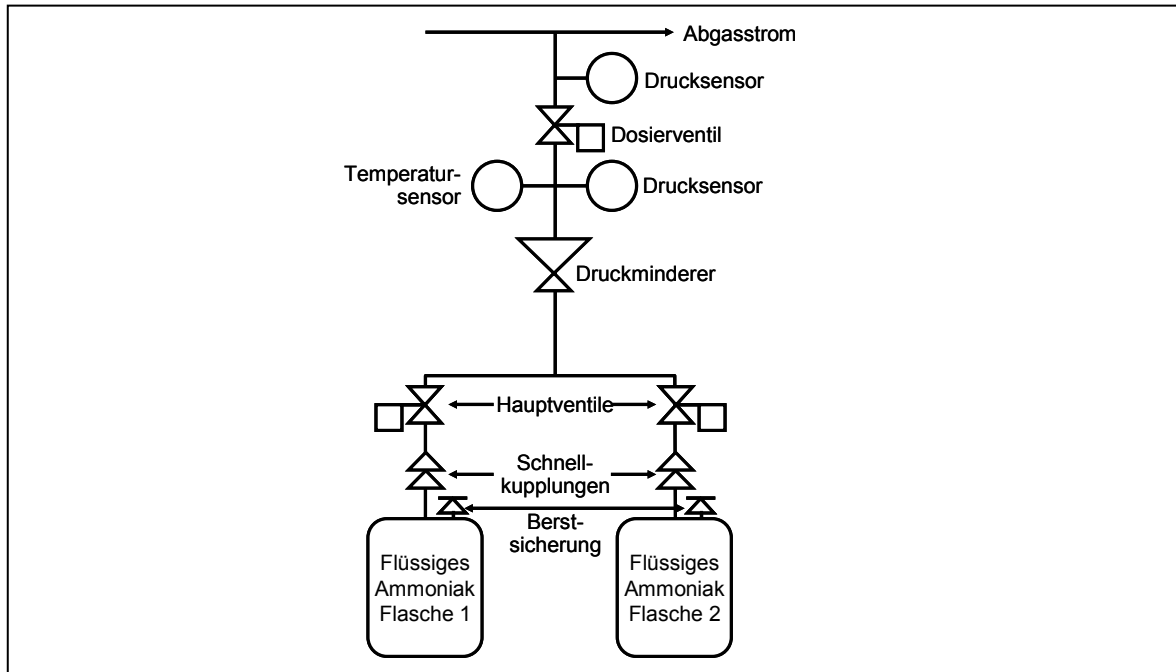 Abgasstrom
Drucksensor
Dosierventil
Temperatur-
sensor
Drucksensor
Druckminderer
Hauptventile
Schnell-
kupplungen
Berst-
sicherung
Flüssiges
Ammoniak
Flasche 1
Flüssiges
Ammoniak
Flasche 2